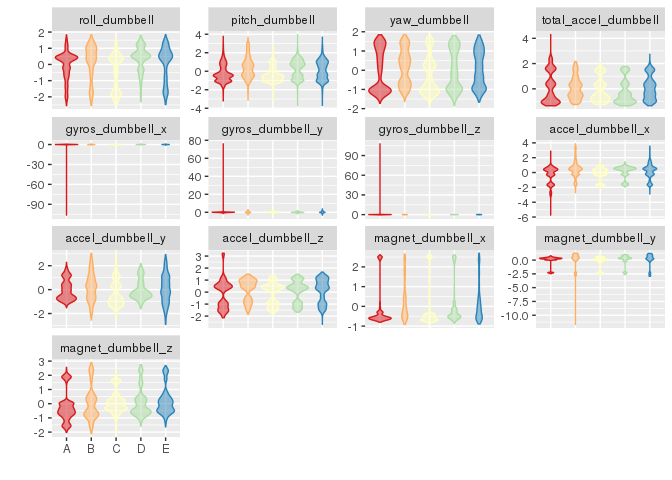 roll_dumbbell pitch_dumbbell yaw_dumbbell total_accel_dumbbell
2 1 0 -1 -2
4 2 0 -2 -4
2 1 0 -1 -2
4 2 0
gyros_dumbbell_x gyros_dumbbell_y gyros_dumbbell_z accel_dumbbell_x
0 -30 -60 -90
80 60 40 20 0
90 60 30 0
4 2 0 -2 -4 -6
accel_dumbbell_y accel_dumbbell_z magnet_dumbbell_x magnet_dumbbell_y
2 0 -2
3 2 1 0 -1 -2
2 1 0 -1
0.0 -2.5 -5.0 -7.5 -10.0
magnet_dumbbell_z
3 2 1 0 -1 -2
A B C D E